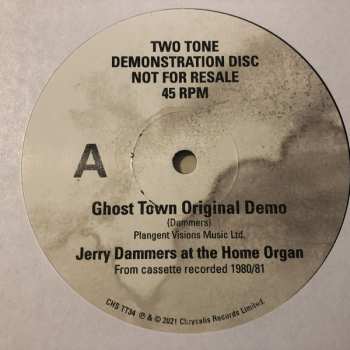 TWO TONE
DEMONSTRATION DISC
NOT FOR RESALE
45 RPM
A
Ghost Town Original Demo
(Dammers)
Plangent Visions Music Ltd.
Jerry Dammers at the Home Organ
From cassette recorded 1980/81
CHS TT34 ℗ & © 2021 Chrysalis Records Limited.